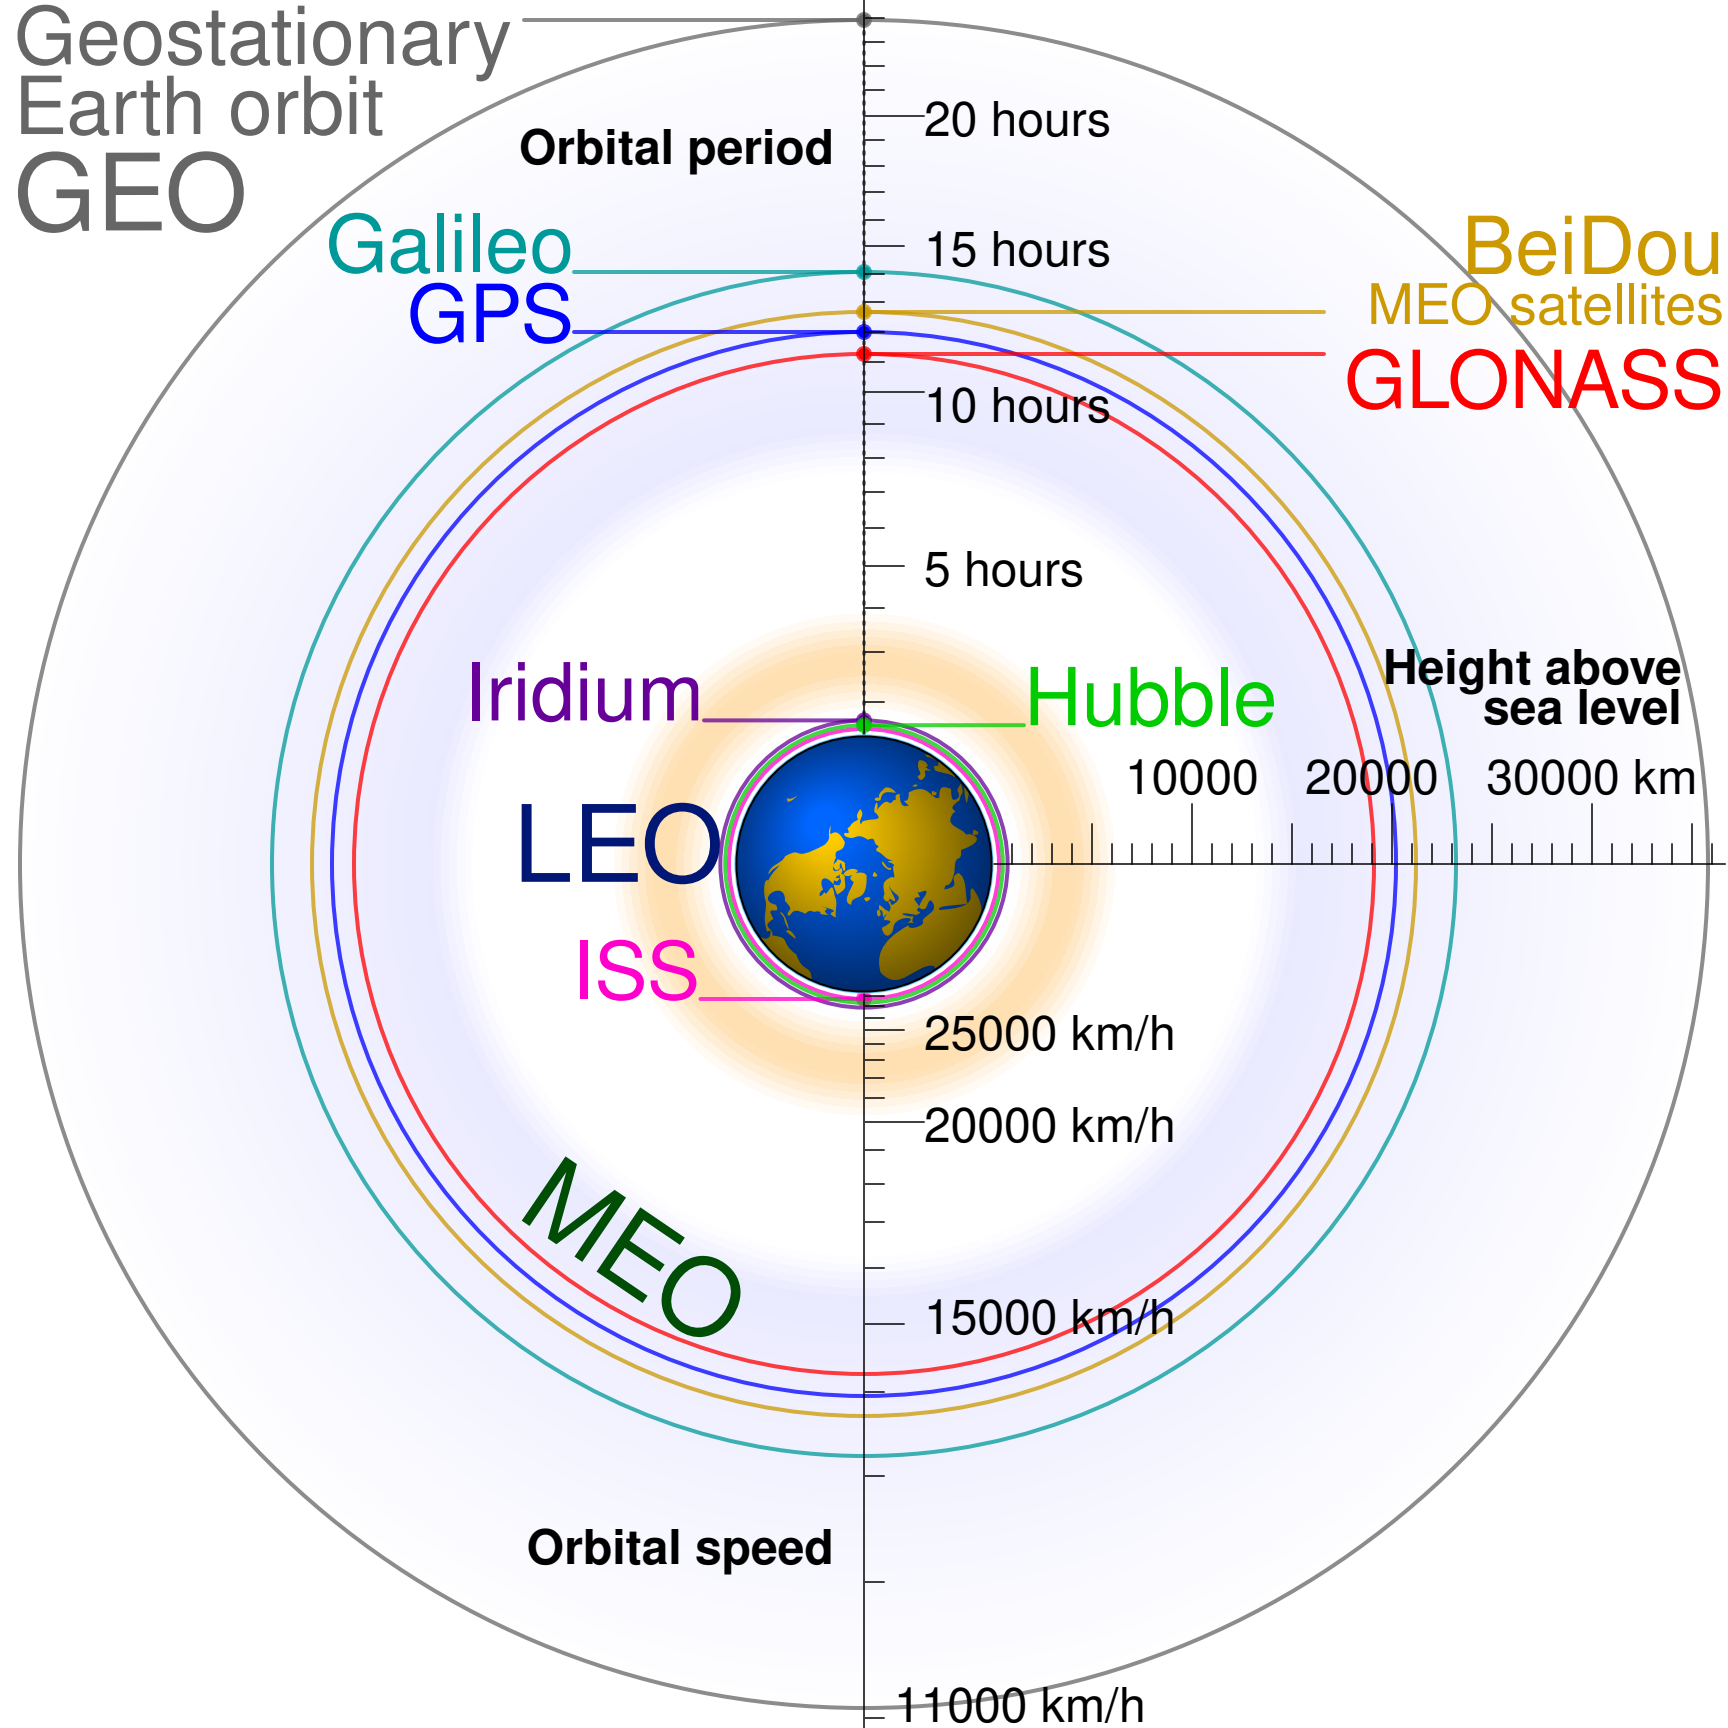 Geostationary
Earth orbit
GEO
Orbital period
20 hours
Galileo
15 hours
BeiDou
GPS
MEO satellites
GLONASS
10 hours
5 hours
Iridium
Hubble
Height above
sea level
10000
20000
30000 km
LEO
ISS
25000 km/h
20000 km/h
MEO
15000 km/h
Orbital speed
11000 km/h